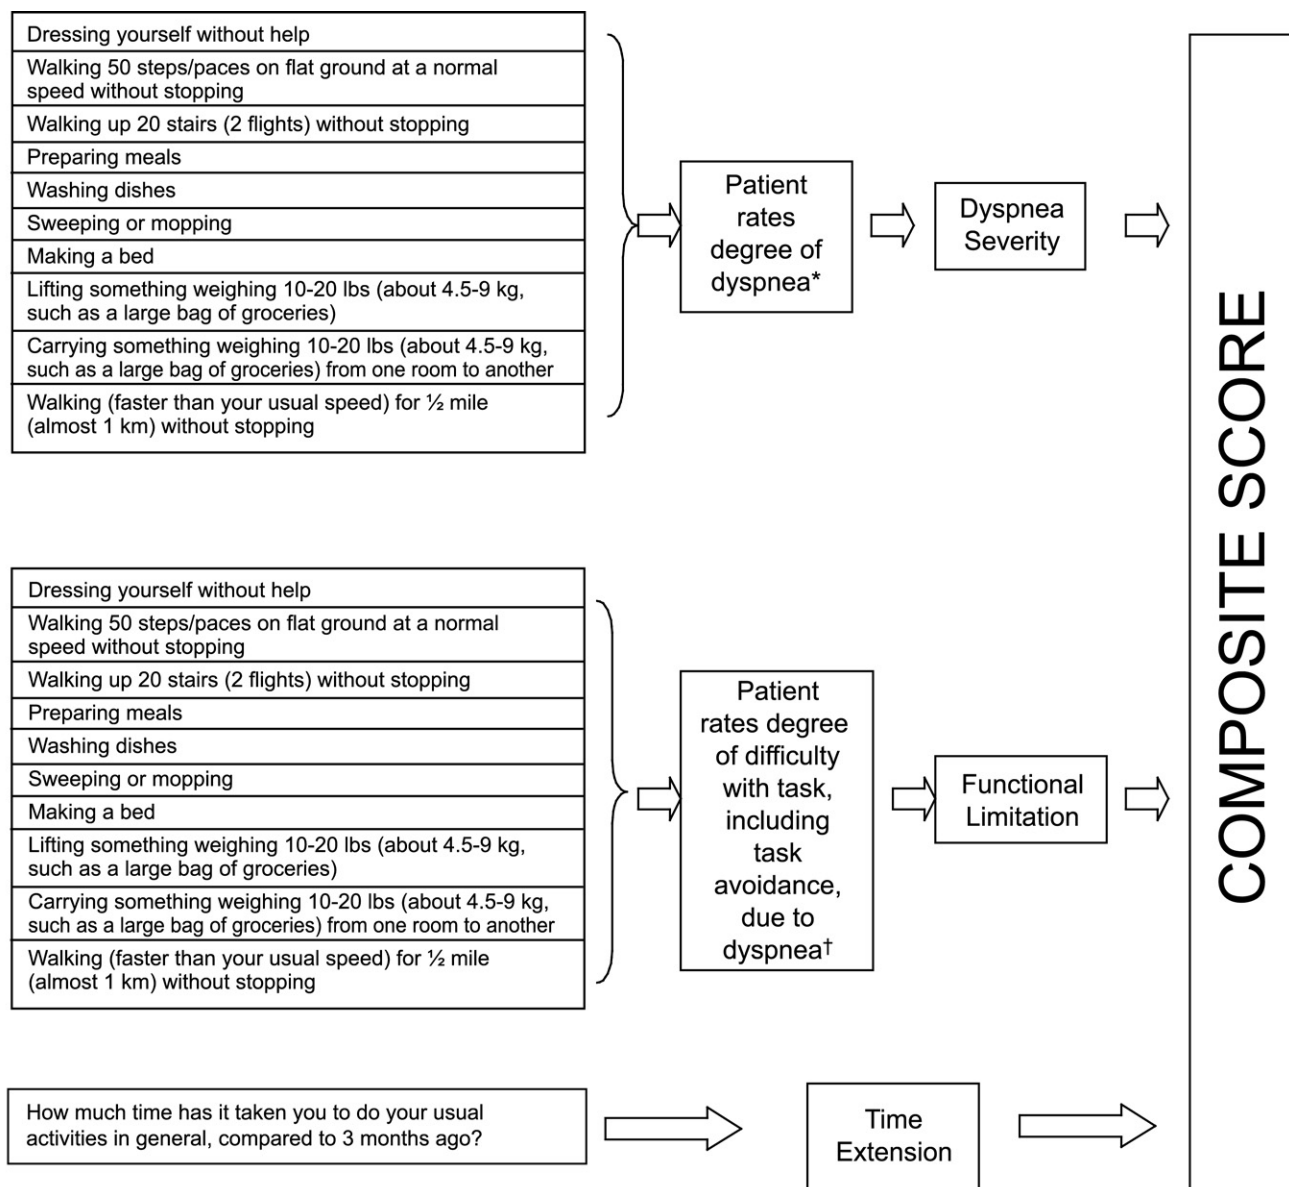 Dressing yourself without help
Walking 50 steps/paces on flat ground at a normal
speed without stopping
Walking up 20 stairs (2 flights) without stopping
Preparing meals
Washing dishes
Sweeping or mopping
Making a bed
Lifting something weighing 10-20 lbs (about 4.5-9 kg,
such as a large bag of groceries)
Carrying something weighing 10-20 lbs (about 4.5-9 kg,
such as a large bag of groceries) from one room to another
Walking (faster than your usual speed) for ½ mile
(almost 1 km) without stopping
Patient
rates
degree of
dyspnea*
Dyspnea
Severity
Dressing yourself without help
Walking 50 steps/paces on flat ground at a normal
speed without stopping
Walking up 20 stairs (2 flights) without stopping
Preparing meals
Washing dishes
Sweeping or mopping
Making a bed
Lifting something weighing 10-20 lbs (about 4.5-9 kg,
such as a large bag of groceries)
Carrying something weighing 10-20 lbs (about 4.5-9 kg,
such as a large bag of groceries) from one room to another
Walking (faster than your usual speed) for ½ mile
(almost 1 km) without stopping
Patient
rates degree
of difficulty
with task,
including
task
avoidance,
due to
dyspnea†
Functional
Limitation
How much time has it taken you to do your usual
activities in general, compared to 3 months ago?
Time
Extension
COMPOSITE SCORE